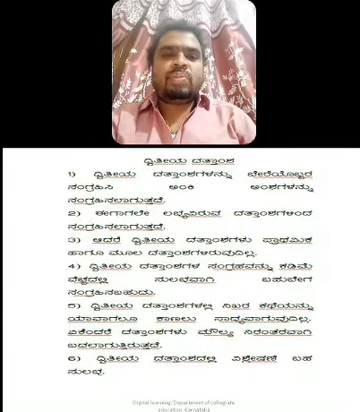 ದ್ವಿತೀಯ ದತ್ತಾಂಶ
1) ದ್ವಿತೀಯ ದತ್ತಾಂಶಗಳನ್ನು ಬೇರೆಯೊಬ್ಬರ
ಸಂಗ್ರಹಿಸಿ ಅಂಕಿ ಅಂಶಗಳನ್ನು
ಸಂಗ್ರಹಿಸಲಾಗುತ್ತದೆ.
2) ಈಗಾಗಲೇ ಲಭ್ಯವಿರುವ ದತ್ತಾಂಶಗಳಿಂದ
ಸಂಗ್ರಹಿಸಲಾಗುತ್ತದೆ.
3) ಆದರೆ ದ್ವಿತೀಯ ದತ್ತಾಂಶಗಳು ಪ್ರಾಥಮಿಕ
ಹಾಗೂ ಮೂಲ ದತ್ತಾಂಶಗಳಿರುವುದಿಲ್ಲ.
4) ದ್ವಿತೀಯ ದತ್ತಾಂಶಗಳ ಸಂಗ್ರಹವನ್ನು ಕಡಿಮೆ
ವೆಚ್ಚದಲ್ಲಿ ಸುಲಭವಾಗಿ ಬಹುಬೇಗ
ಸಂಗ್ರಹಿಸಬಹುದು.
5) ದ್ವಿತೀಯ ದತ್ತಾಂಶಗಳಲ್ಲಿ ನಿಖರ ಕಥೆಯನ್ನು
ಯಾವಾಗಲೂ ಕಾಣಲು ಸಾಧ್ಯವಾಗುವುದಿಲ್ಲ.
ಏಕೆಂದರೆ ದತ್ತಾಂಶಗಳು ಮೌಲ್ಯ ನಿರಂತರವಾಗಿ
ಬದಲಾಗುತ್ತಿರುತ್ತದೆ.
6) ದ್ವಿತೀಯ ದತ್ತಾಂಶದಲ್ಲಿ ವಿಶ್ಲೇಷಣೆ ಬಹ
ಸುಲಭ.
Digital learning: Department of collegiate
education, Karnataka